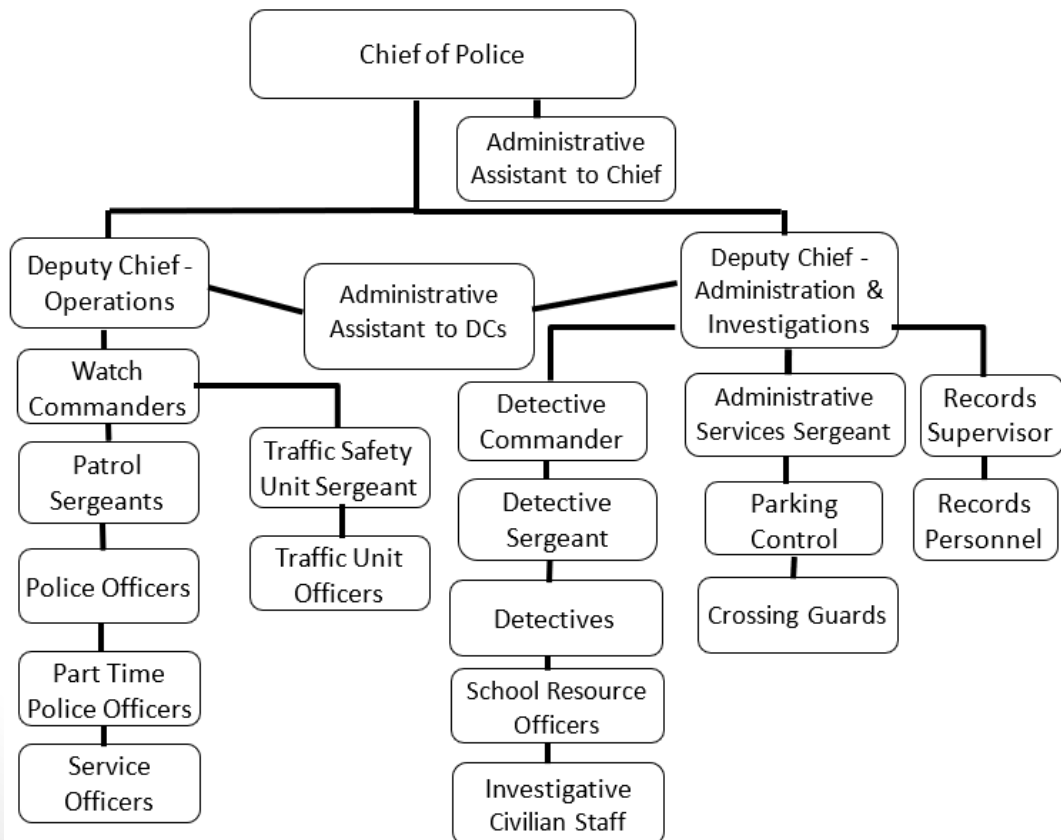 Chief of Police
Administrative
Assistant to Chief
Deputy Chief -
Operations
Administrative
Assistant to DCs
Deputy Chief -
Administration &
Investigations
Watch
Commanders
Patrol
Sergeants
Police Officers
Part Time
Police Officers
Service
Officers
Traffic Safety
Unit Sergeant
Traffic Unit
Officers
Detective
Commander
Detective
Sergeant
Detectives
School Resource
Officers
Investigative
Civilian Staff
Administrative
Services Sergeant
Parking
Control
Crossing Guards
Records
Supervisor
Records
Personnel